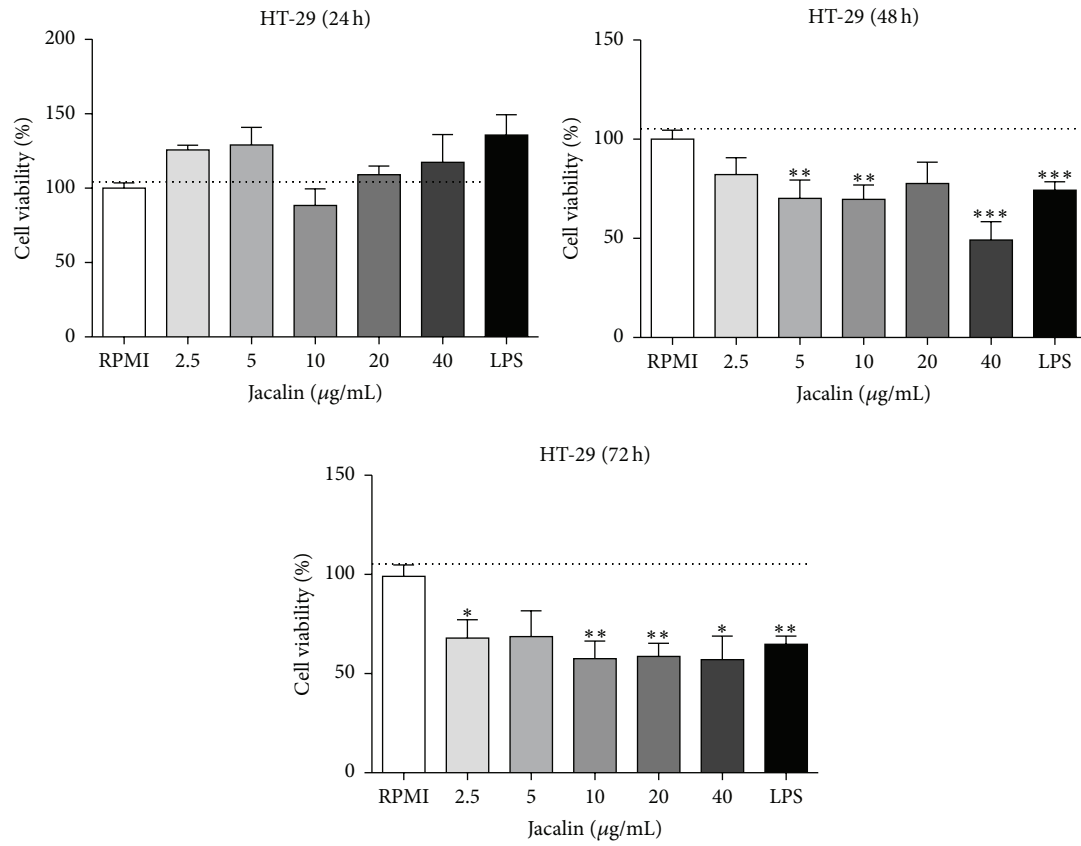 HT-29 (24 h)
Cell viability (%)
200
150
100
50
0
RPMI 2.5 5 10 20 40 LPS
Jacalin (μg/mL)
HT-29 (48 h)
Cell viability (%)
150
100
50
0
** ** *** ***
RPMI 2.5 5 10 20 40 LPS
Jacalin (μg/mL)
HT-29 (72 h)
Cell viability (%)
150
100
50
0
* ** ** * **
RPMI 2.5 5 10 20 40 LPS
Jacalin (μg/mL)